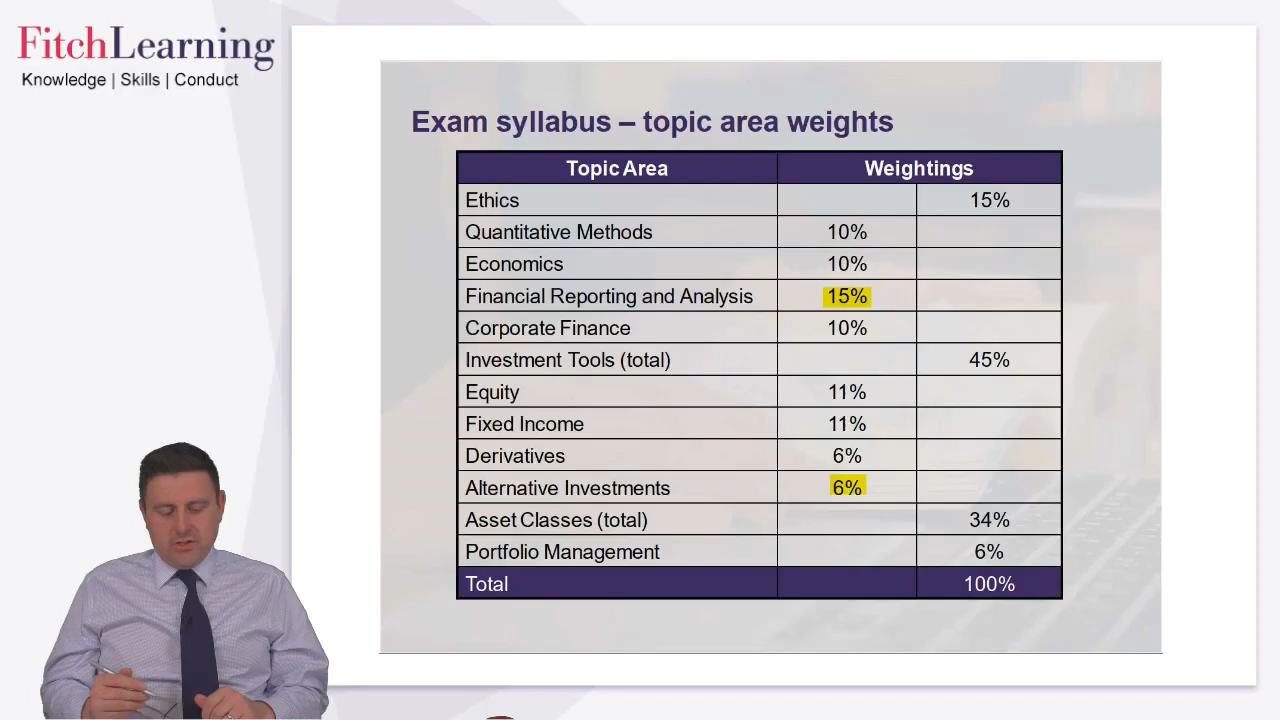 FitchLearning
Knowledge | Skills | Conduct
Exam syllabus – topic area weights
Topic Area Weightings
Ethics 15%
Quantitative Methods 10%
Economics 10%
Financial Reporting and Analysis 15%
Corporate Finance 10%
Investment Tools (total) 45%
Equity 11%
Fixed Income 11%
Derivatives 6%
Alternative Investments 6%
Asset Classes (total) 34%
Portfolio Management 6%
Total 100%